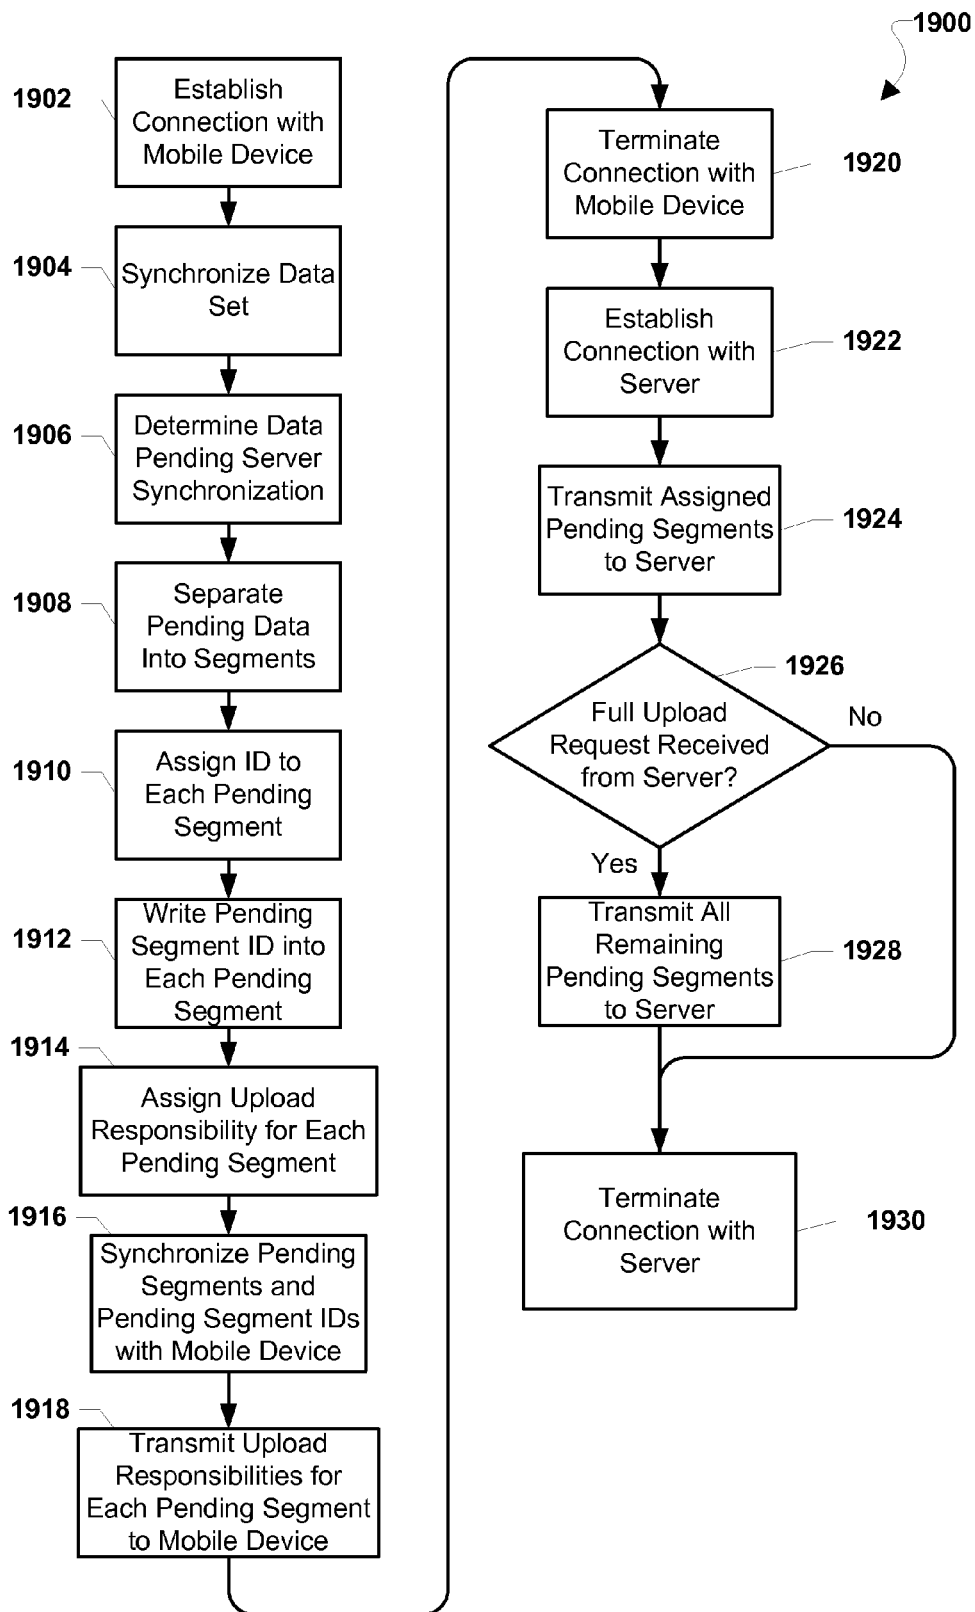 1900
1902
Establish
Connection with
Mobile Device
1904
Synchronize Data
Set
1906
Determine Data
Pending Server
Synchronization
1908
Separate
Pending Data
Into Segments
1910
Assign ID to
Each Pending
Segment
1912
Write Pending
Segment ID into
Each Pending
Segment
1914
Assign Upload
Responsibility for Each
Pending Segment
1916
Synchronize Pending
Segments and
Pending Segment IDs
with Mobile Device
1918
Transmit Upload
Responsibilities for
Each Pending Segment
to Mobile Device
Terminate
Connection with
Mobile Device
1920
Establish
Connection with
Server
1922
Transmit Assigned
Pending Segments
to Server
1924
1926
Full Upload
Request Received
from Server?
No
Yes
Transmit All
Remaining
Pending Segments
to Server
1928
Terminate
Connection with
Server
1930